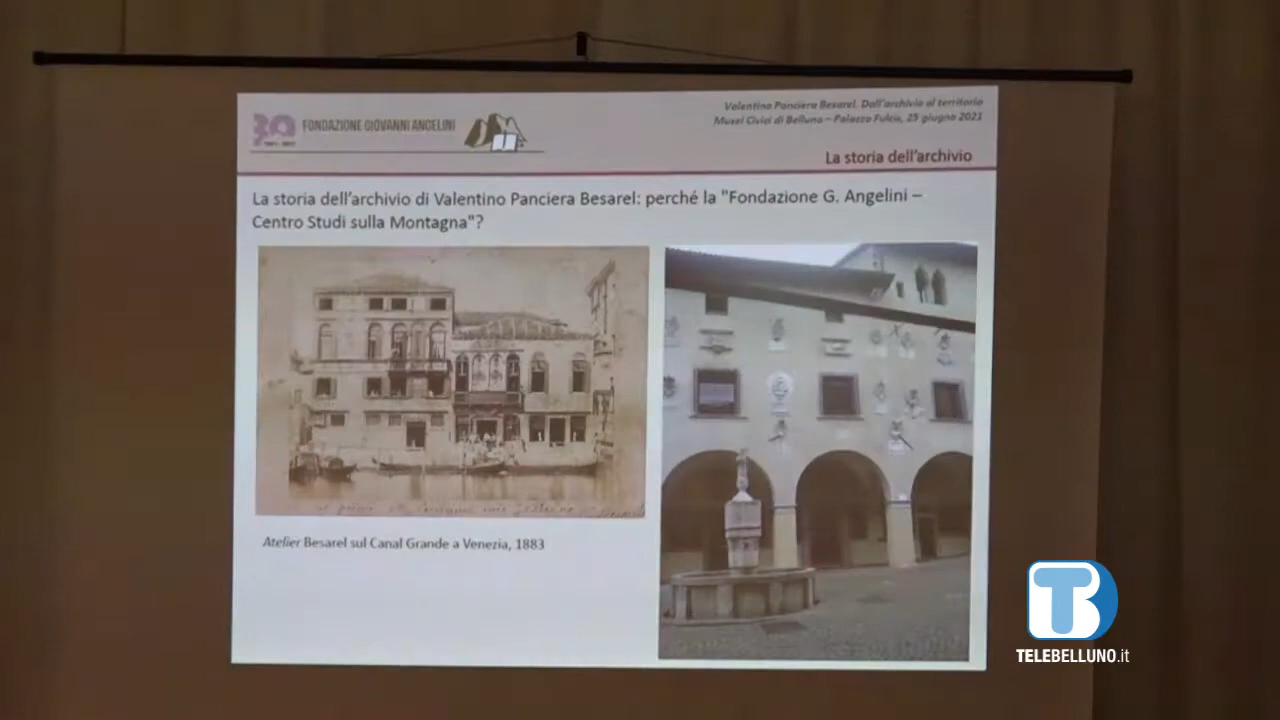 Valentino Panciera Besarel. Dall'archivio al territorio
Musei Civici di Belluno – Palazzo Fulcis, 25 giugno 2021
30
FONDAZIONE GIOVANNI ANGELINI
La storia dell'archivio
La storia dell'archivio di Valentino Panciera Besarel: perché la "Fondazione G. Angelini –
Centro Studi sulla Montagna"?
Atelier Besarel sul Canal Grande a Venezia, 1883
TB
TELEBELLUNO.it